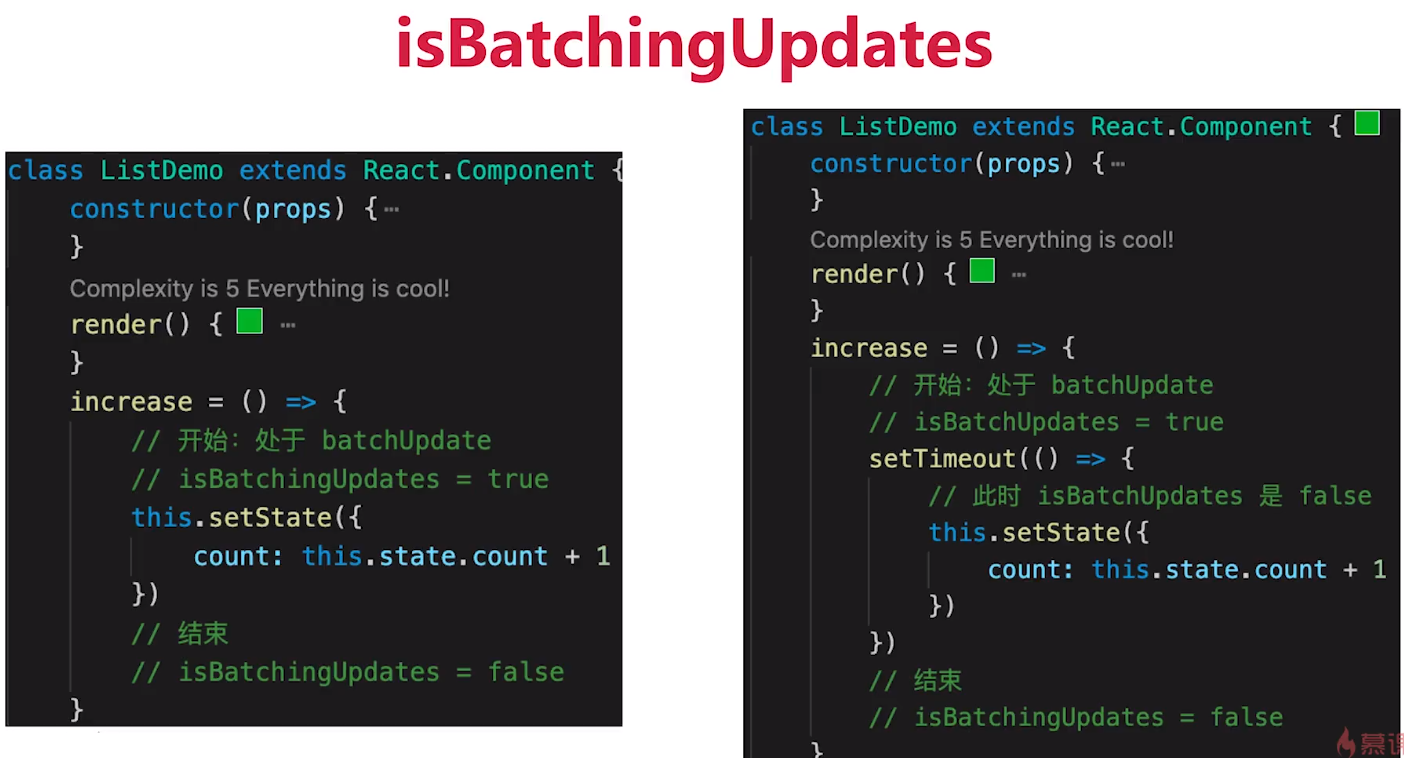 isBatchingUpdates
class ListDemo extends React.Component {
constructor(props) {…
}
Complexity is 5 Everything is cool!
render() { …
}
increase = () => {
// 开始：处于 batchUpdate
// isBatchingUpdates = true
this.setState({
count: this.state.count + 1
})
// 结束
// isBatchingUpdates = false
}
class ListDemo extends React.Component {
constructor(props) {…
}
Complexity is 5 Everything is cool!
render() { …
}
increase = () => {
// 开始：处于 batchUpdate
// isBatchUpdates = true
setTimeout(() => {
// 此时 isBatchUpdates 是 false
this.setState({
count: this.state.count + 1
})
})
// 结束
// isBatchingUpdates = false
}
慕课